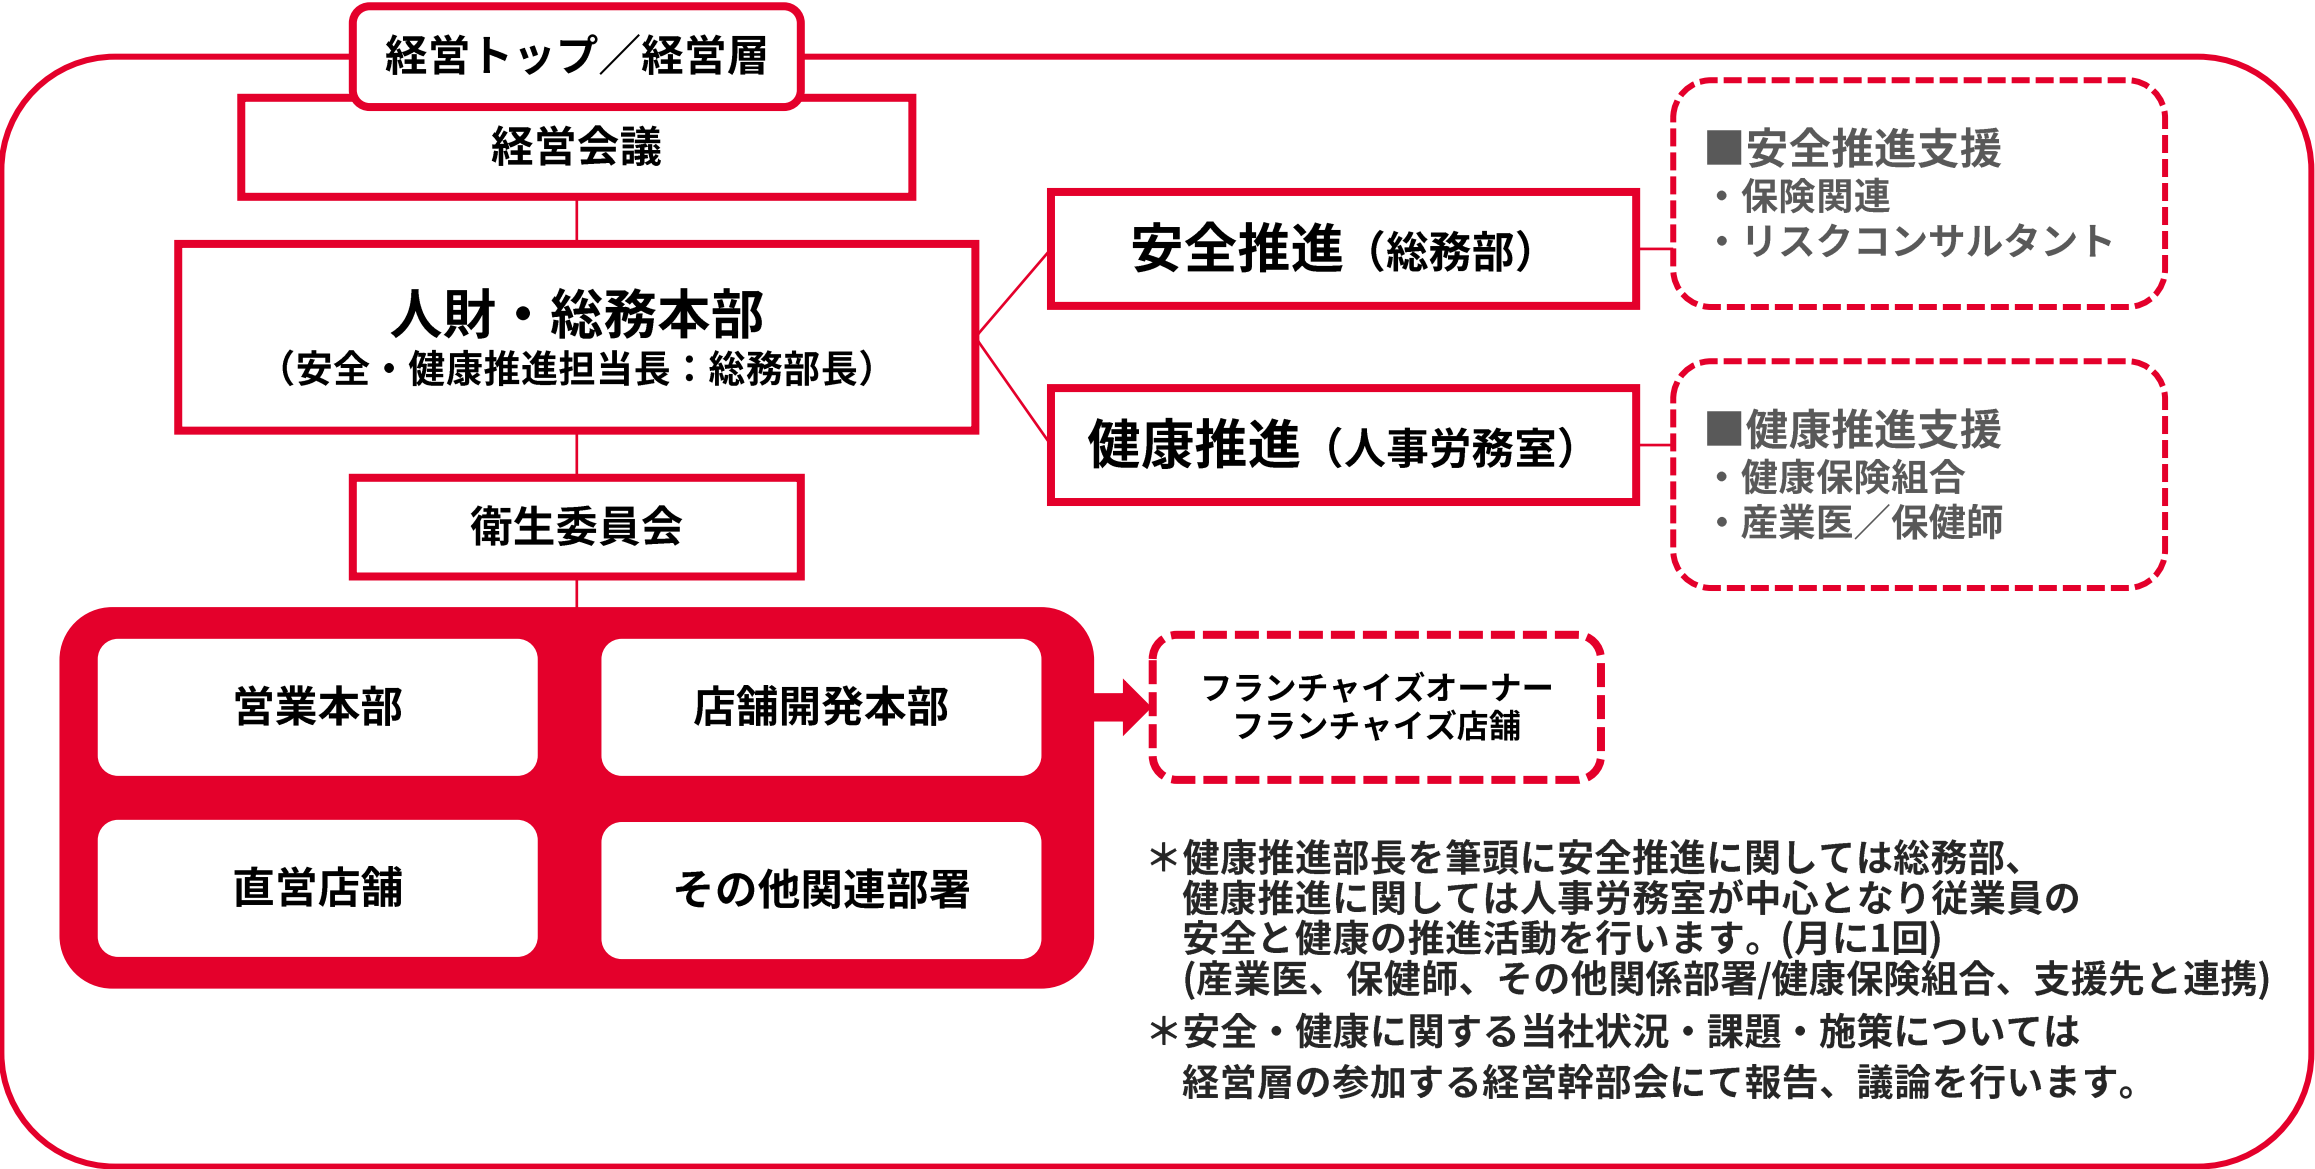 経営トップ／経営層
経営会議
人財・総務本部
（安全・健康推進担当長：総務部長）
安全推進（総務部）
■安全推進支援
・保険関連
・リスクコンサルタント
健康推進（人事労務室）
■健康推進支援
・健康保険組合
・産業医／保健師
衛生委員会
営業本部
店舗開発本部
直営店舗
その他関連部署
フランチャイズオーナー
フランチャイズ店舗
＊健康推進部長を筆頭に安全推進に関しては総務部、
健康推進に関しては人事労務室が中心となり従業員の
安全と健康の推進活動を行います。(月に1回)
(産業医、保健師、その他関係部署/健康保険組合、支援先と連携)
＊安全・健康に関する当社状況・課題・施策については
経営層の参加する経営幹部会にて報告、議論を行います。